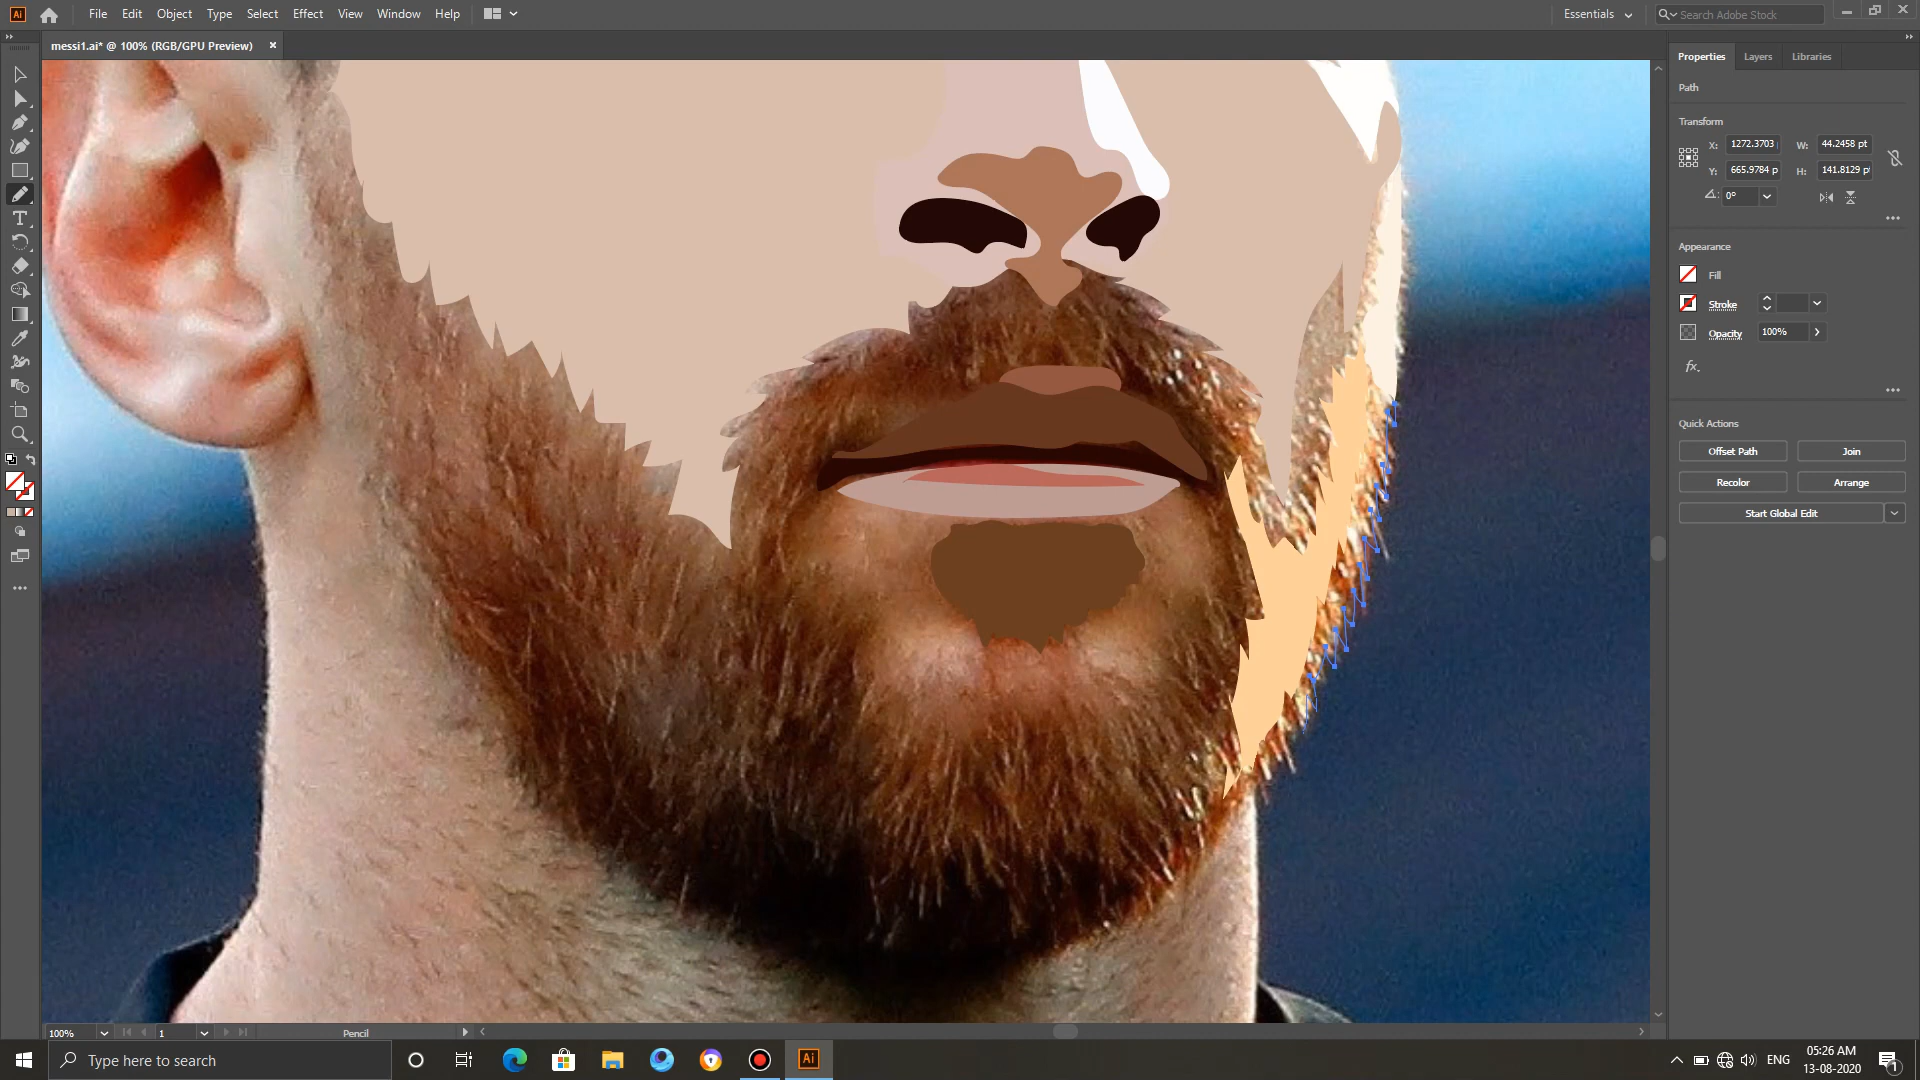 Ai File Edit Object Type Select Effect View Window Help Essentials Search Adobe Stock
messi1.ai* @ 100% (RGB/GPU Preview) ×
Properties Layers Libraries
Path
Transform
X: 1272.3703 W: 44.2458 pt
Y: 665.9784 p H: 141.8129 pt
0°
Appearance
Fill
Stroke
Opacity 100%
fx.
Quick Actions
Offset Path Join
Recolor Arrange
Start Global Edit
100% 1 Pencil
Type here to search
Ai
ENG
05:26 AM
13-08-2020
1